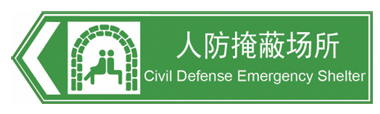 人防掩蔽场所
Civil Defense Emergency Shelter